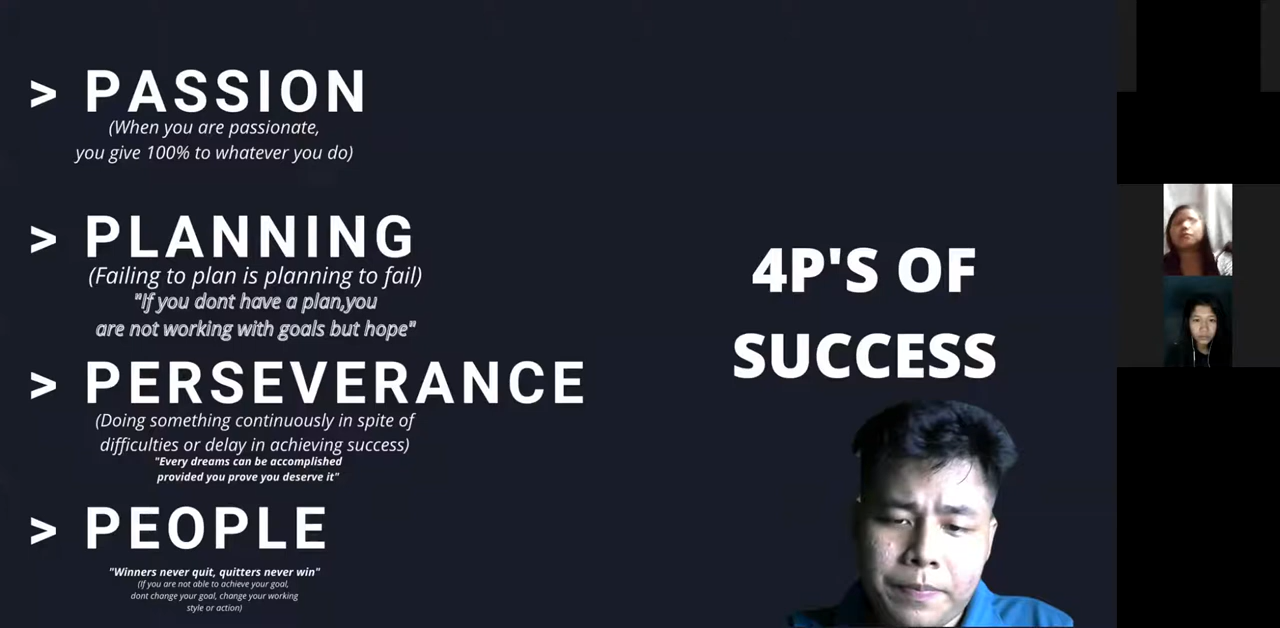 > PASSION
(When you are passionate,
you give 100% to whatever you do)
> PLANNING
(Failing to plan is planning to fail)
"If you dont have a plan,you
are not working with goals but hope"
> PERSEVERANCE
(Doing something continuously in spite of
difficulties or delay in achieving success)
"Every dreams can be accomplished
provided you prove you deserve it"
> PEOPLE
"Winners never quit, quitters never win"
(If you are not able to achieve your goal,
dont change your goal, change your working
style or action)
4P'S OF
SUCCESS